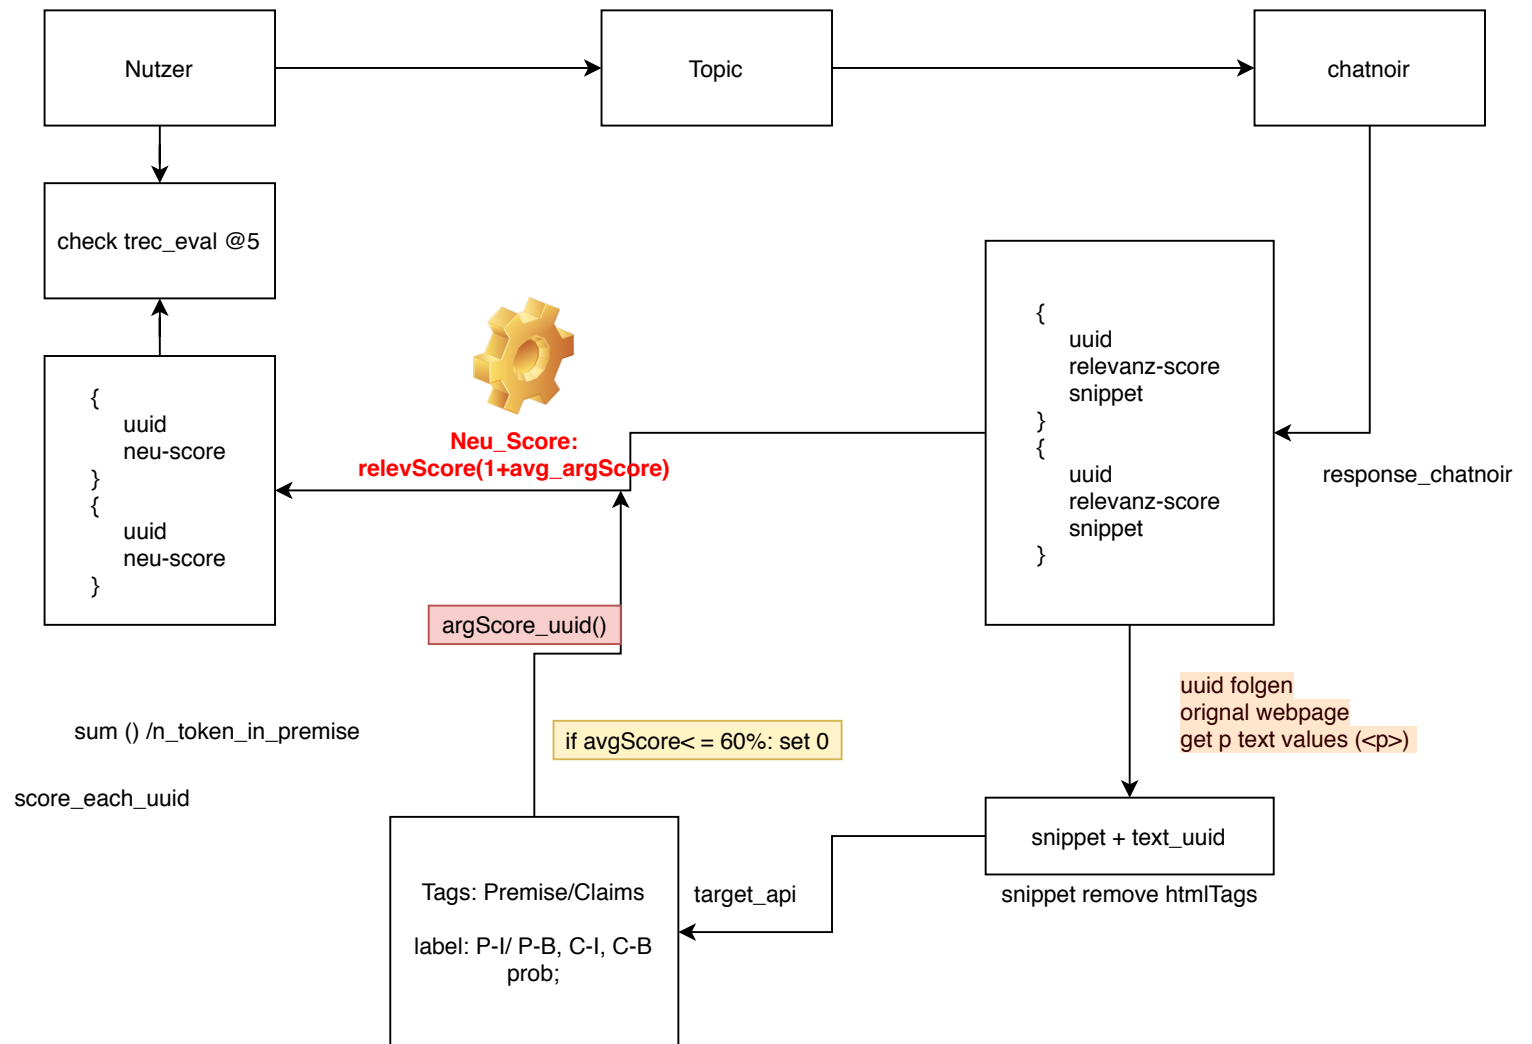 Nutzer
Topic
chatnoir
check trec_eval @5
{
uuid
relevanz-score
snippet
}
{
uuid
relevanz-score
snippet
}
response_chatnoir
Neu_Score:
relevScore(1+avg_argScore)
{
uuid
neu-score
}
{
uuid
neu-score
}
argScore_uuid()
uuid folgen
orignal webpage
get p text values (<p>)
sum () /n_token_in_premise
if avgScore< = 60%: set 0
score_each_uuid
snippet + text_uuid
snippet remove htmlTags
target_api
Tags: Premise/Claims
label: P-I/ P-B, C-I, C-B
prob;